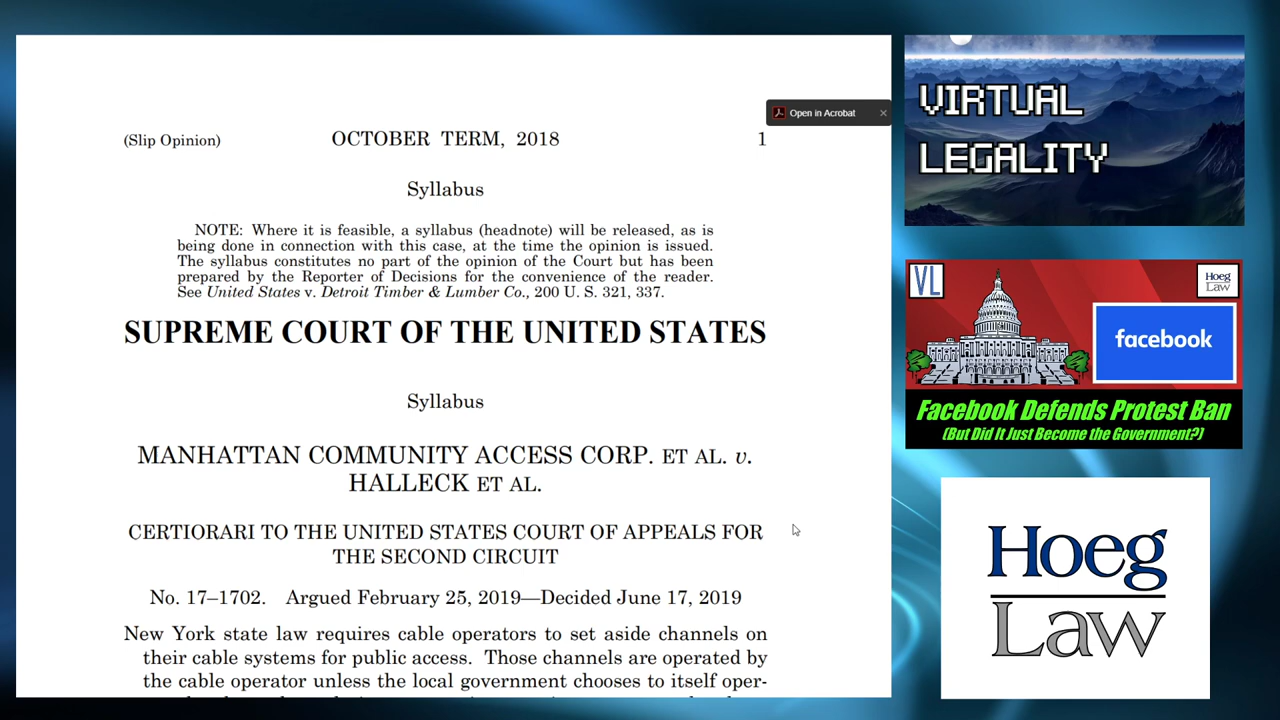 (Slip Opinion) OCTOBER TERM, 2018 1
Open in Acrobat
Syllabus
NOTE: Where it is feasible, a syllabus (headnote) will be released, as is
being done in connection with this case, at the time the opinion is issued.
The syllabus constitutes no part of the opinion of the Court but has been
prepared by the Reporter of Decisions for the convenience of the reader.
See United States v. Detroit Timber & Lumber Co., 200 U. S. 321, 337.
SUPREME COURT OF THE UNITED STATES
Syllabus
MANHATTAN COMMUNITY ACCESS CORP. ET AL. v.
HALLECK ET AL.
CERTIORARI TO THE UNITED STATES COURT OF APPEALS FOR
THE SECOND CIRCUIT
No. 17–1702. Argued February 25, 2019—Decided June 17, 2019
New York state law requires cable operators to set aside channels on
their cable systems for public access. Those channels are operated by
the cable operator unless the local government chooses to itself oper-
VIRTUAL
LEGALITY
VL
Hoeg
Law
facebook
Facebook Defends Protest Ban
(But Did It Just Become the Government?)
Hoeg
Law